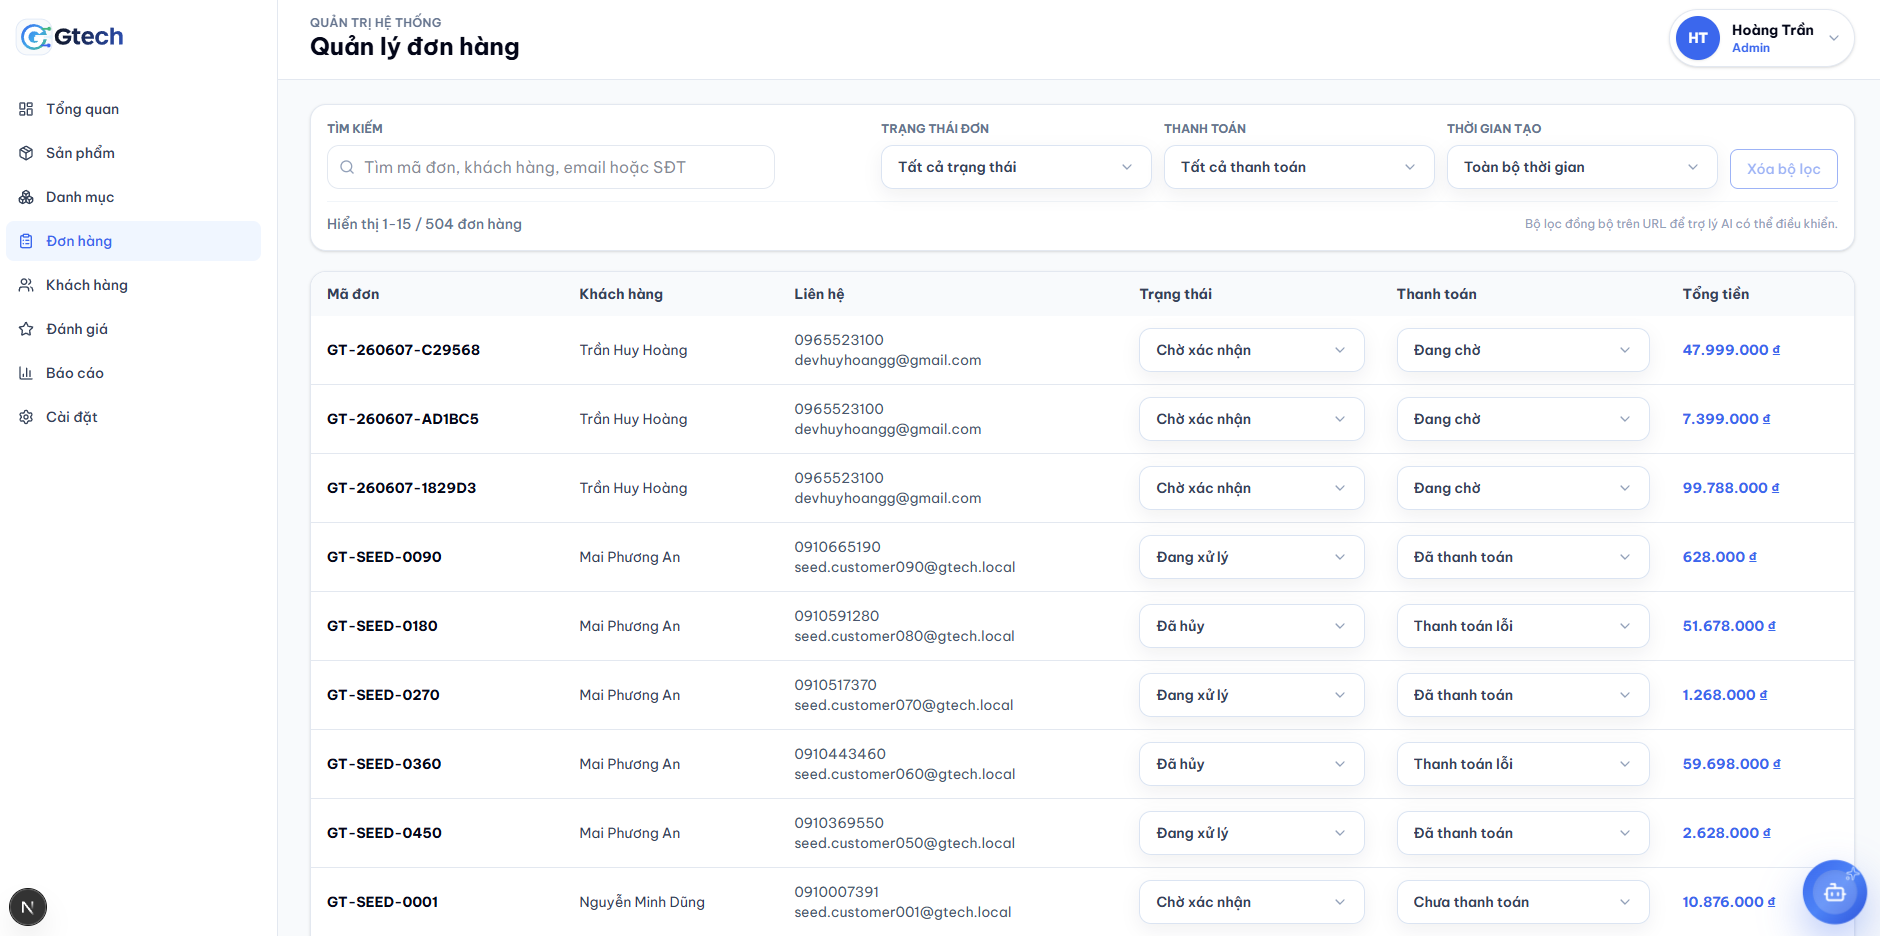 Gtech
QUẢN TRỊ HỆ THỐNG
Quản lý đơn hàng
HT
Hoàng Trần
Admin
Tổng quan
Sản phẩm
Danh mục
Đơn hàng
Khách hàng
Đánh giá
Báo cáo
Cài đặt
N
TÌM KIẾM
TRẠNG THÁI ĐƠN
THANH TOÁN
THỜI GIAN TẠO
Tìm mã đơn, khách hàng, email hoặc SĐT
Tất cả trạng thái
Tất cả thanh toán
Toàn bộ thời gian
Xóa bộ lọc
Hiển thị 1-15 / 504 đơn hàng
Bộ lọc đồng bộ trên URL để trợ lý AI có thể điều khiển.
Mã đơn Khách hàng Liên hệ Trạng thái Thanh toán Tổng tiền
GT-260607-C29568 Trần Huy Hoàng 0965523100
devhuyhoangg@gmail.com Chờ xác nhận Đang chờ 47.999.000 ₫
GT-260607-AD1BC5 Trần Huy Hoàng 0965523100
devhuyhoangg@gmail.com Chờ xác nhận Đang chờ 7.399.000 ₫
GT-260607-1829D3 Trần Huy Hoàng 0965523100
devhuyhoangg@gmail.com Chờ xác nhận Đang chờ 99.788.000 ₫
GT-SEED-0090 Mai Phương An 0910665190
seed.customer090@gtech.local Đang xử lý Đã thanh toán 628.000 ₫
GT-SEED-0180 Mai Phương An 0910591280
seed.customer080@gtech.local Đã hủy Thanh toán lỗi 51.678.000 ₫
GT-SEED-0270 Mai Phương An 0910517370
seed.customer070@gtech.local Đang xử lý Đã thanh toán 1.268.000 ₫
GT-SEED-0360 Mai Phương An 0910443460
seed.customer060@gtech.local Đã hủy Thanh toán lỗi 59.698.000 ₫
GT-SEED-0450 Mai Phương An 0910369550
seed.customer050@gtech.local Đang xử lý Đã thanh toán 2.628.000 ₫
GT-SEED-0001 Nguyễn Minh Dũng 0910007391
seed.customer001@gtech.local Chờ xác nhận Chưa thanh toán 10.876.000 ₫